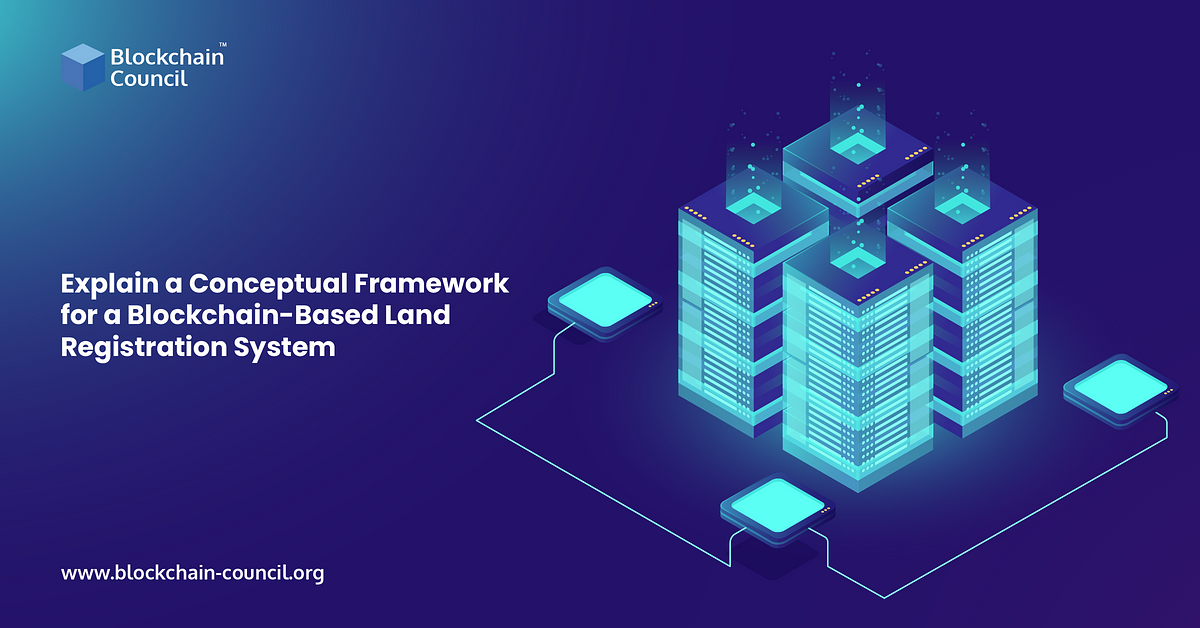 Blockchain™
Council
Explain a Conceptual Framework
for a Blockchain-Based Land
Registration System
www.blockchain-council.org